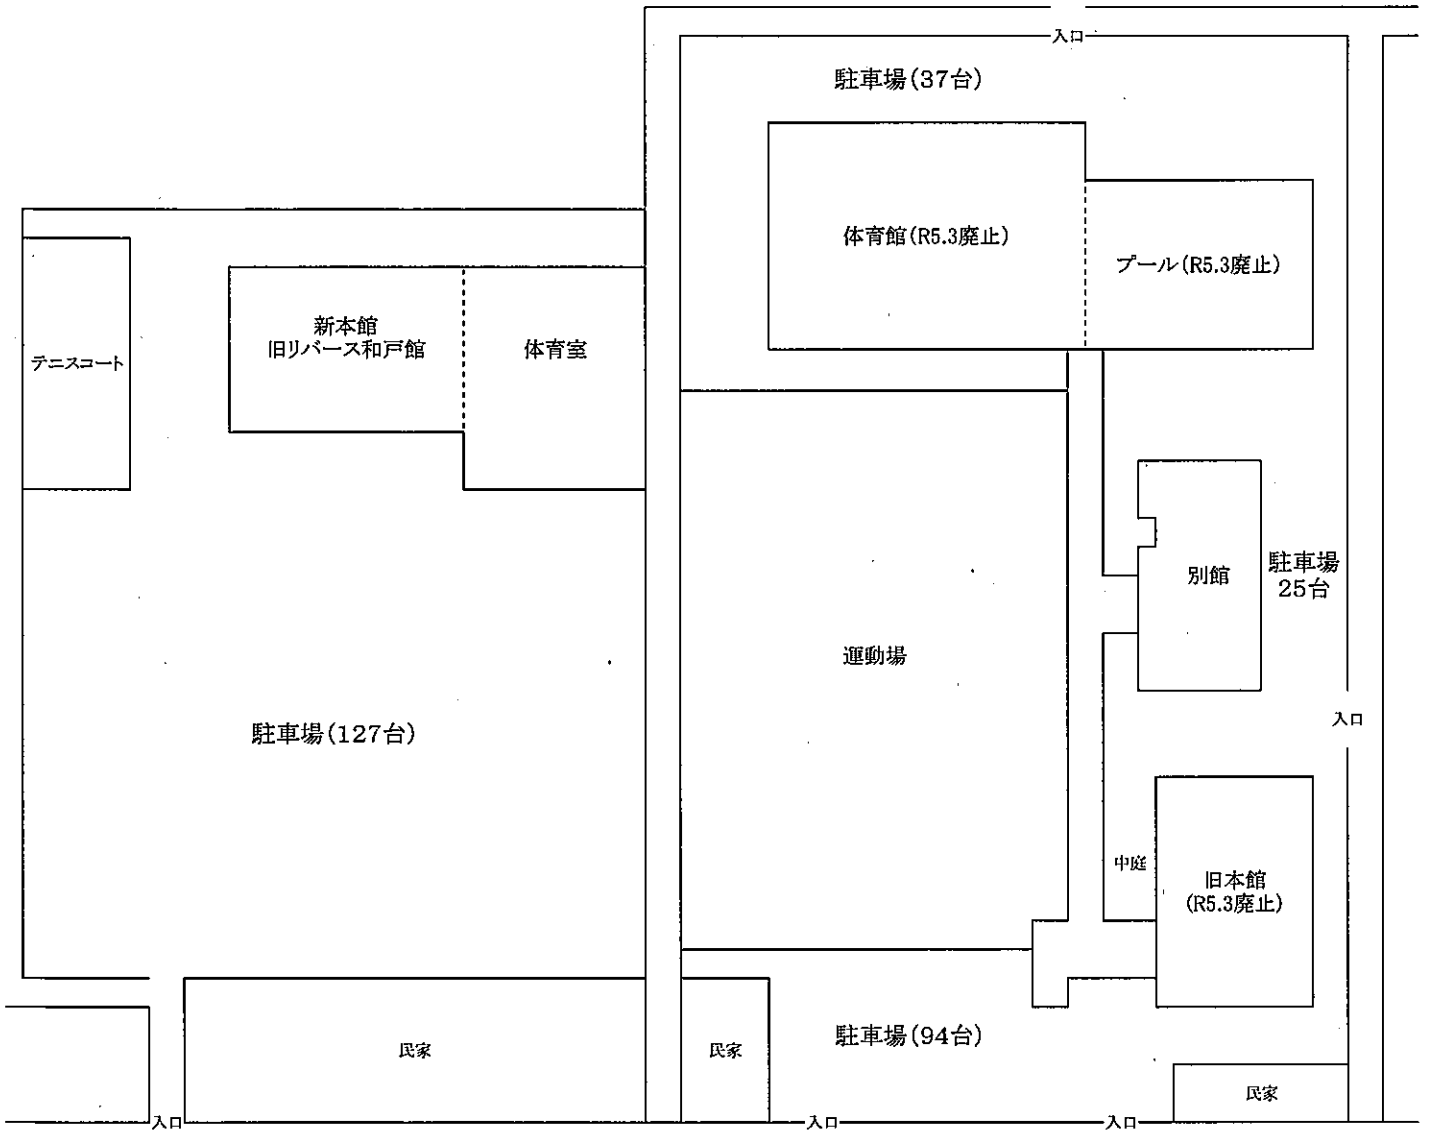 入口
駐車場(37台)
体育館(R5.3廃止)
プール(R5.3廃止)
新本館
旧リバース和戸館
体育室
テニスコート
別館
駐車場
25台
運動場
入口
駐車場(127台)
中庭
旧本館
(R5.3廃止)
駐車場(94台)
民家
民家
民家
入口
入口
入口